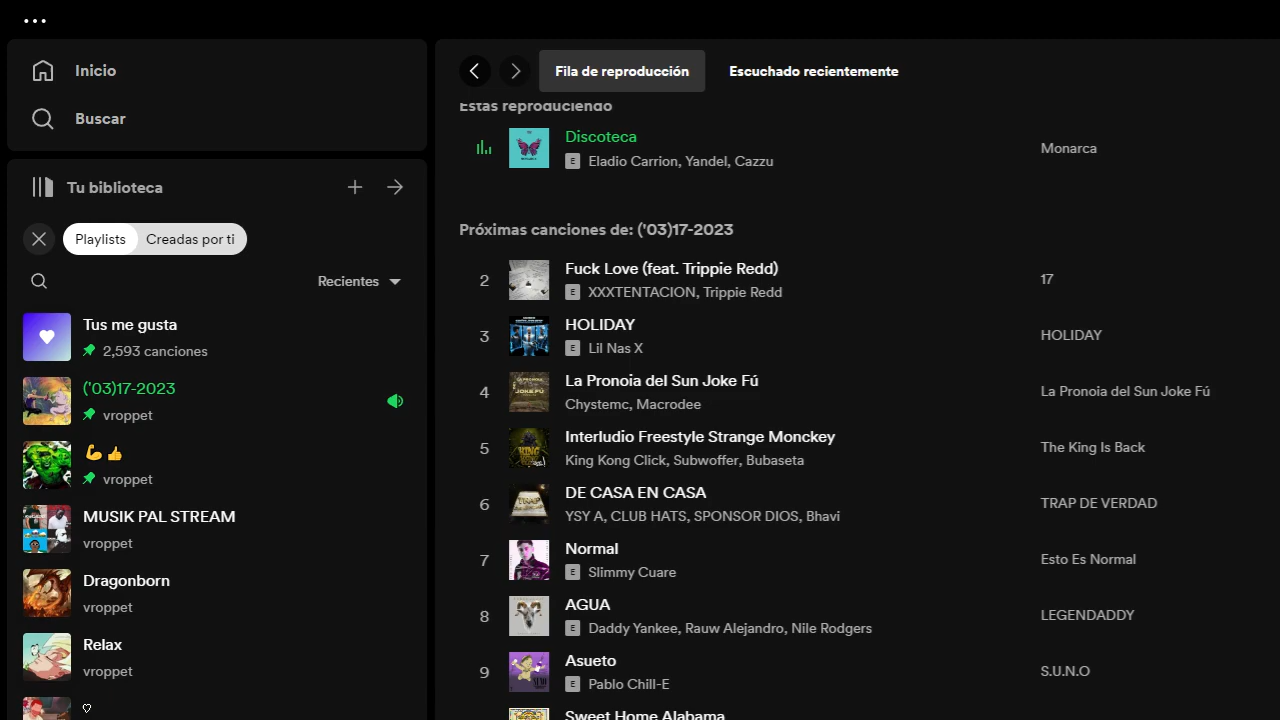 Inicio
Buscar
Tu biblioteca
Playlists
Creadas por ti
Recientes
Tus me gusta
2,593 canciones
('03)17-2023
vroppet
💪👍
vroppet
MUSIK PAL STREAM
vroppet
Dragonborn
vroppet
Relax
vroppet
Fila de reproducción
Escuchado recientemente
Estás reproduciendo
Discoteca
E Eladio Carrion, Yandel, Cazzu
Monarca
Próximas canciones de: ('03)17-2023
2
Fuck Love (feat. Trippie Redd)
E XXXTENTACION, Trippie Redd
17
3
HOLIDAY
E Lil Nas X
HOLIDAY
4
La Pronoia del Sun Joke Fú
Chystemc, Macrodee
La Pronoia del Sun Joke Fú
5
Interludio Freestyle Strange Monckey
King Kong Click, Subwoffer, Bubaseta
The King Is Back
6
DE CASA EN CASA
YSY A, CLUB HATS, SPONSOR DIOS, Bhavi
TRAP DE VERDAD
7
Normal
E Slimmy Cuare
Esto Es Normal
8
AGUA
E Daddy Yankee, Rauw Alejandro, Nile Rodgers
LEGENDADDY
9
Asueto
E Pablo Chill-E
S.U.N.O
Sweet Home Alabama